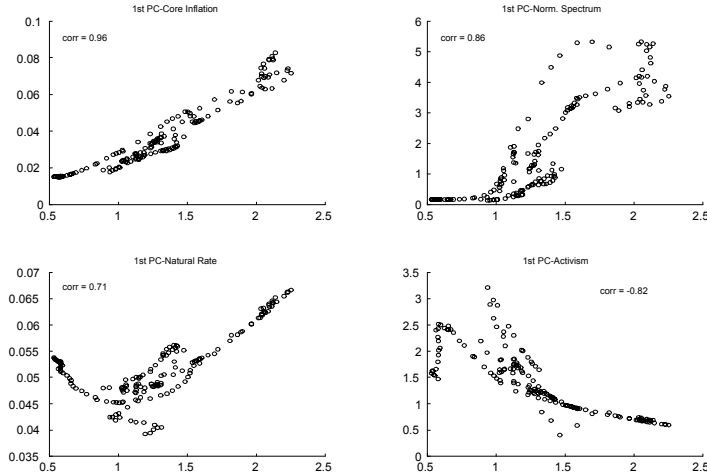 1st PC-Core Inflation
corr = 0.96
0.1
0.08
0.06
0.04
0.02
0
0.5 1 1.5 2 2.5
1st PC-Norm. Spectrum
corr = 0.86
6
5
4
3
2
1
0
0.5 1 1.5 2 2.5
1st PC-Natural Rate
corr = 0.71
0.07
0.065
0.06
0.055
0.05
0.045
0.04
0.035
0.5 1 1.5 2 2.5
1st PC-Activism
corr = -0.82
3.5
3
2.5
2
1.5
1
0.5
0
0.5 1 1.5 2 2.5